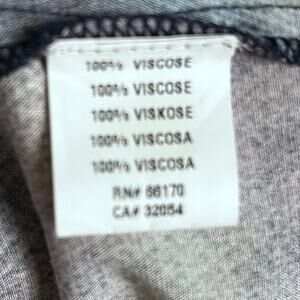 100% VISCOSE
100% VISCOSE
100% VISKOSE
100% VISCOSA
100% VISCOSA
RN# 66170
CA# 32054